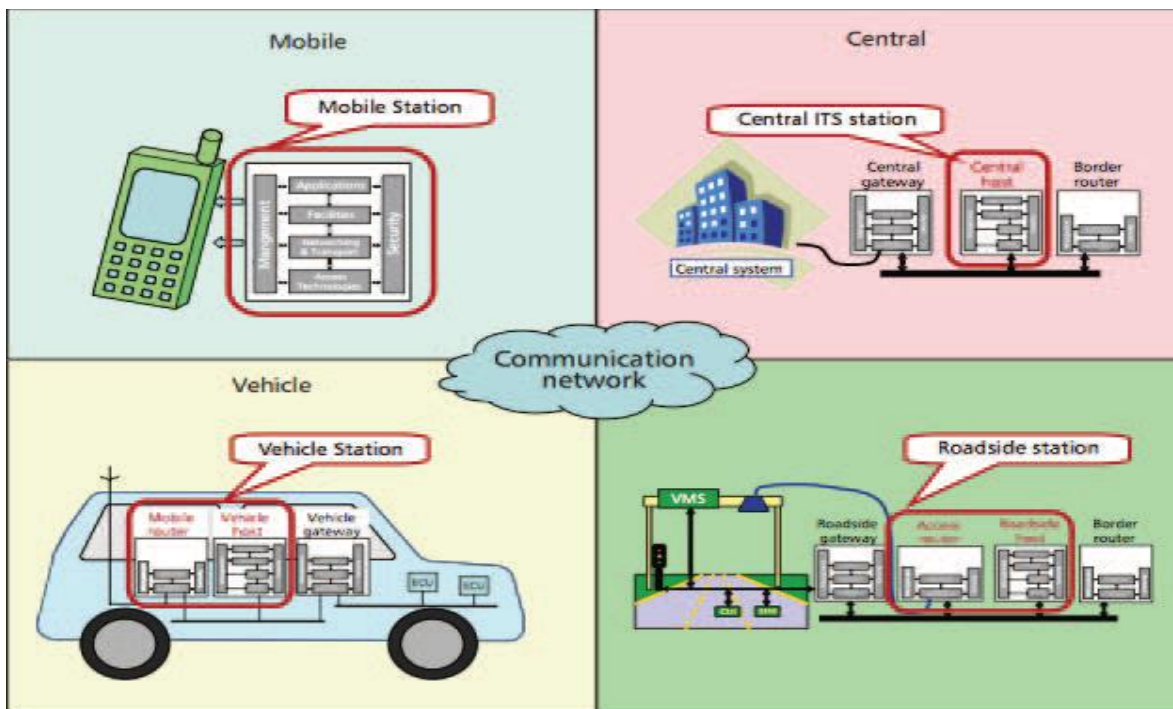 Mobile
Mobile Station
Management
Applications
Facilities
Networking
& Transport
Access
Technologies
Security
Central
Central ITS station
Central
gateway
Central
host
Border
router
Central system
Communication
network
Vehicle
Vehicle Station
Mobile
router
Vehicle
host
Vehicle
gateway
ECU
ECU
Roadside station
VMS
Roadside
gateway
Access
router
Roadside
host
Border
router